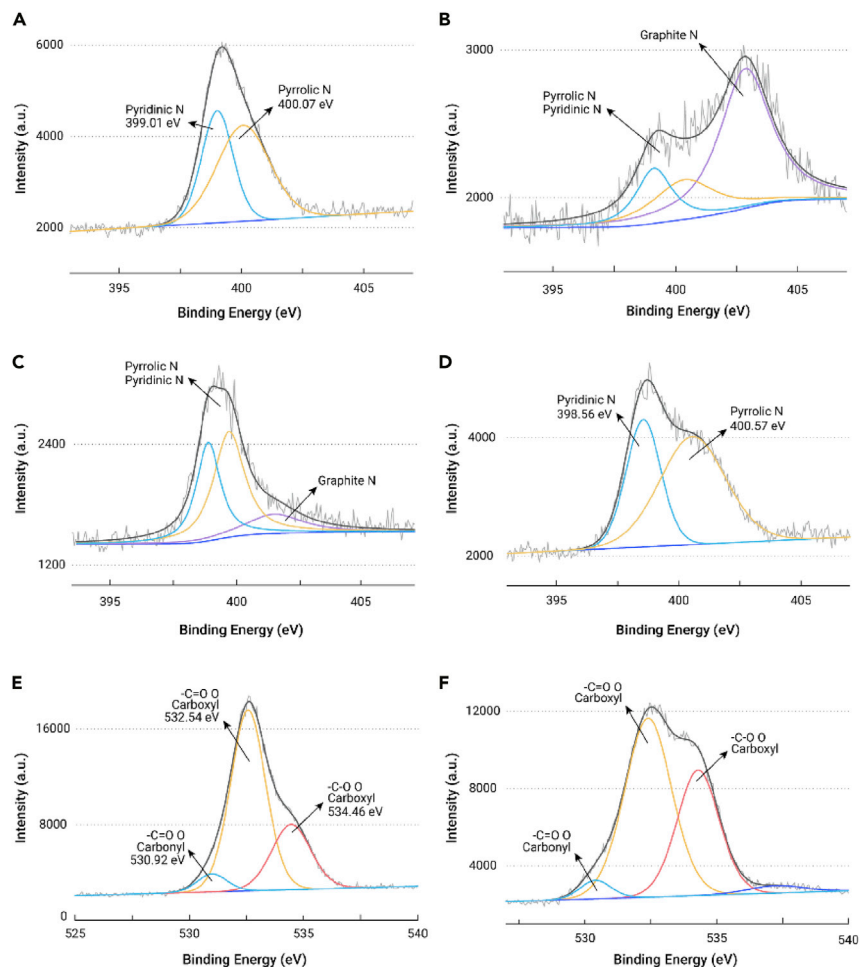 A
6000
4000
2000
Intensity (a.u.)
Pyridinic N
399.01 eV
Pyrrolic N
400.07 eV
395
400
405
Binding Energy (eV)
B
3000
2000
Intensity (a.u.)
Graphite N
Pyrrolic N
Pyridinic N
395
400
405
Binding Energy (eV)
C
2400
1200
Intensity (a.u.)
Pyrrolic N
Pyridinic N
Graphite N
395
400
405
Binding Energy (eV)
D
4000
2000
Intensity (a.u.)
Pyridinic N
398.56 eV
Pyrrolic N
400.57 eV
395
400
405
Binding Energy (eV)
E
16000
8000
0
Intensity (a.u.)
-C=O O
Carboxyl
532.54 eV
-C-O O
Carboxyl
534.46 eV
-C=O O
Carbonyl
530.92 eV
525
530
535
540
Binding Energy (eV)
F
12000
8000
4000
Intensity (a.u.)
-C=O O
Carboxyl
-C-O O
Carboxyl
-C=O O
Carbonyl
530
535
540
Binding Energy (eV)